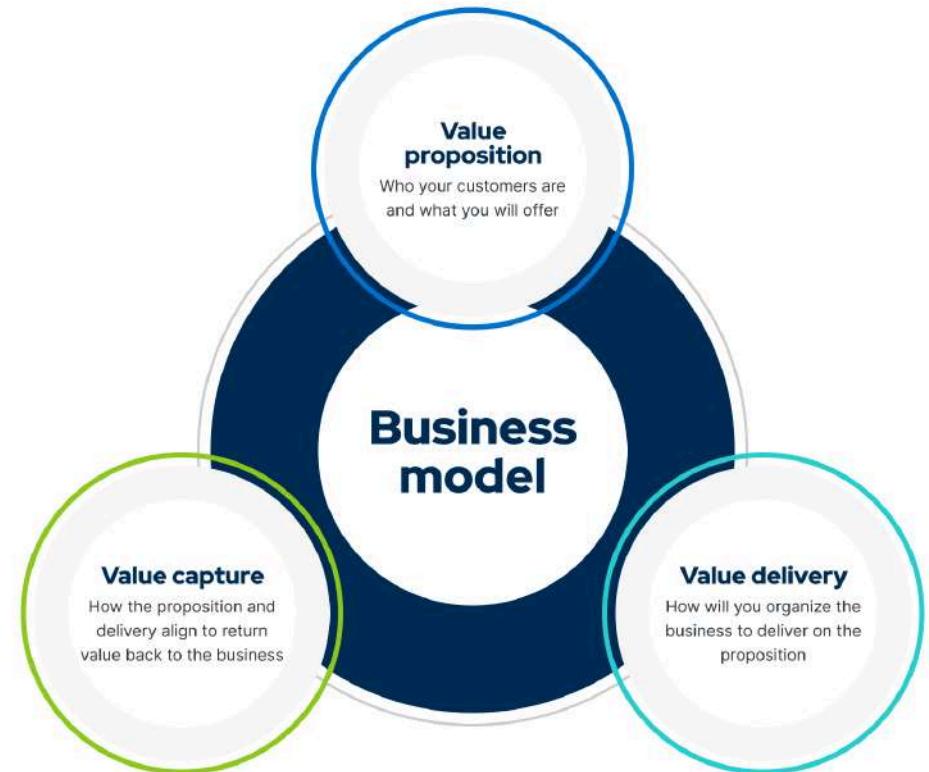 Value
proposition
Who your customers are
and what you will offer
Business
model
Value capture
How the proposition and
delivery align to return
value back to the business
Value delivery
How will you organize the
business to deliver on the
proposition